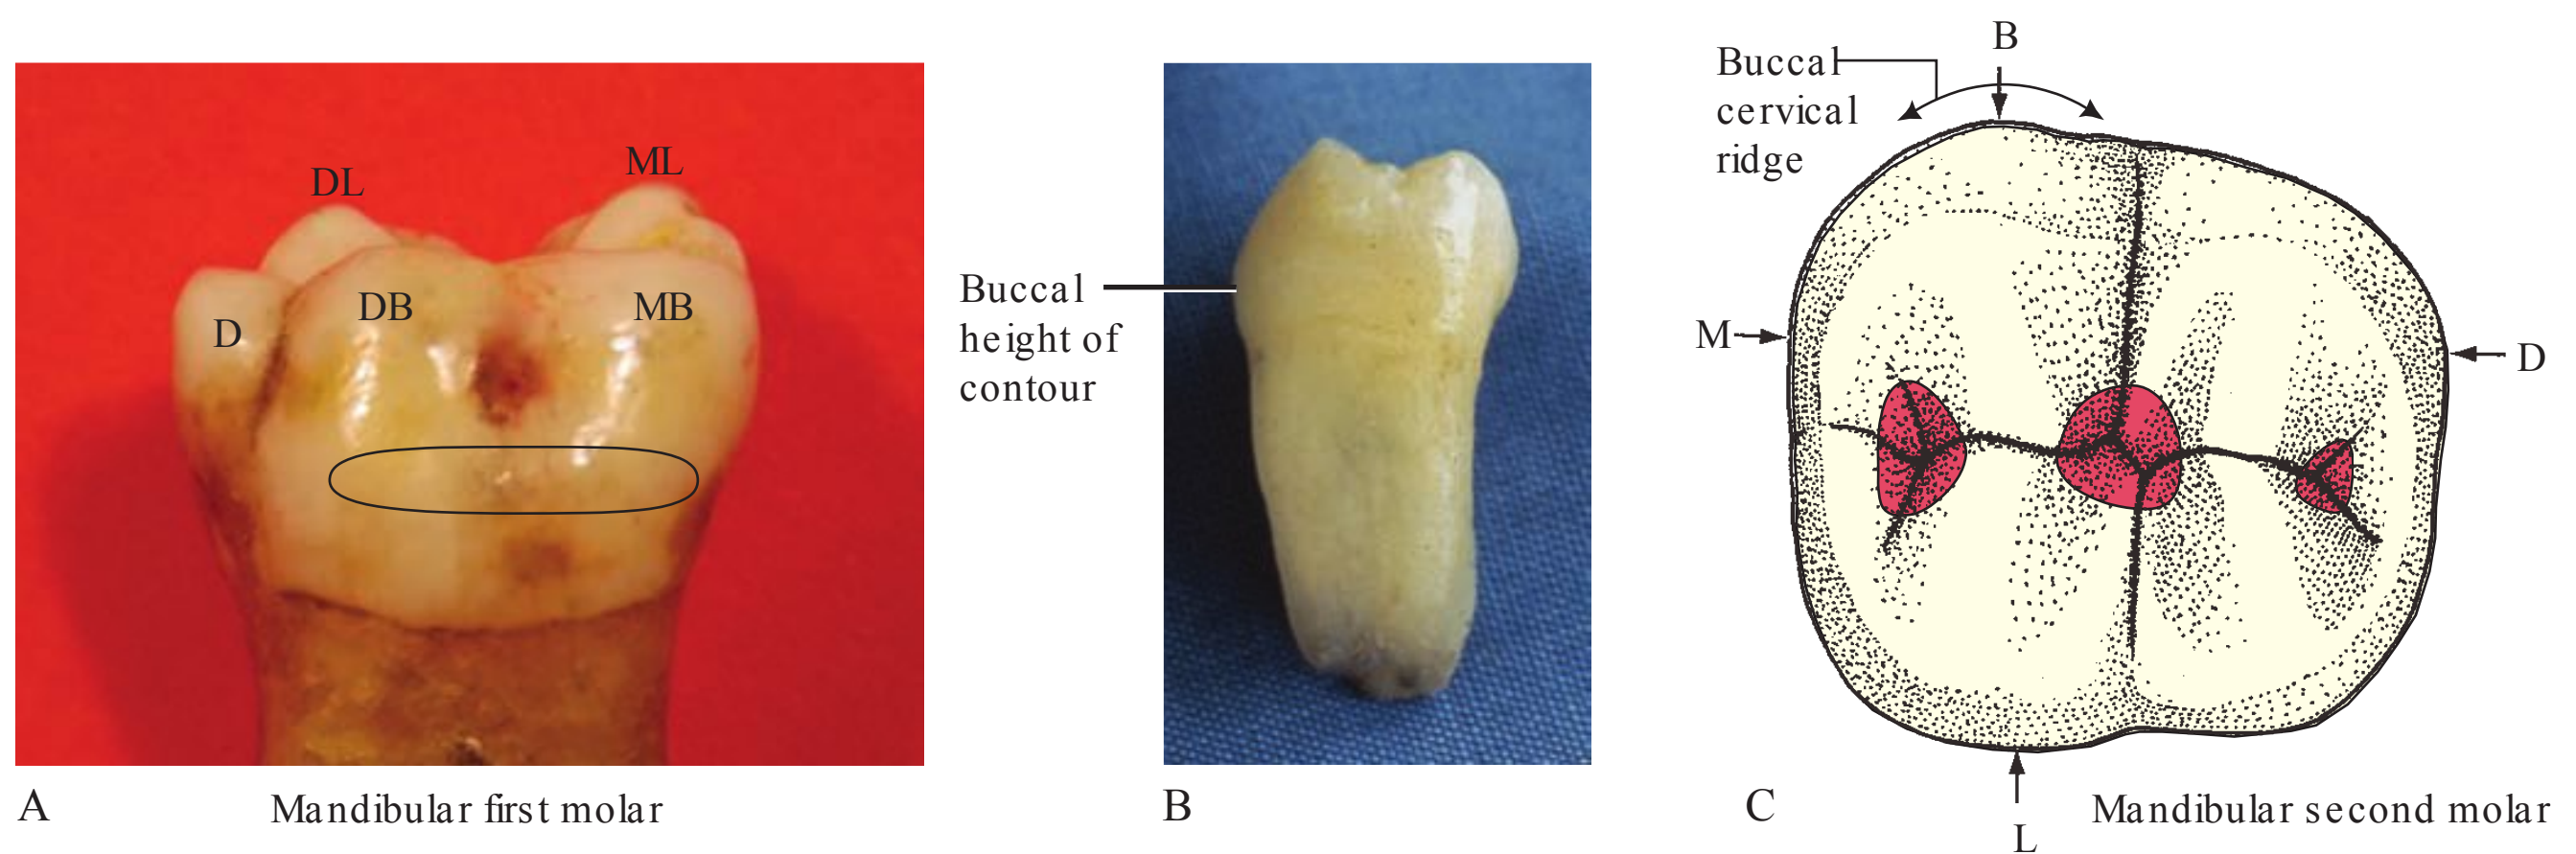 DL
ML
DB
MB
D
A
Mandibular first molar
Buccal
height of
contour
B
Buccal
cervical
ridge
B
M
D
L
C
Mandibular second molar